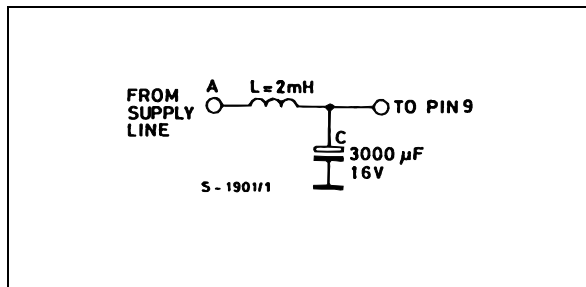 A
L=2mH
FROM
SUPPLY
LINE
TO PIN 9
C
3000 µF
16V
S-1901/1